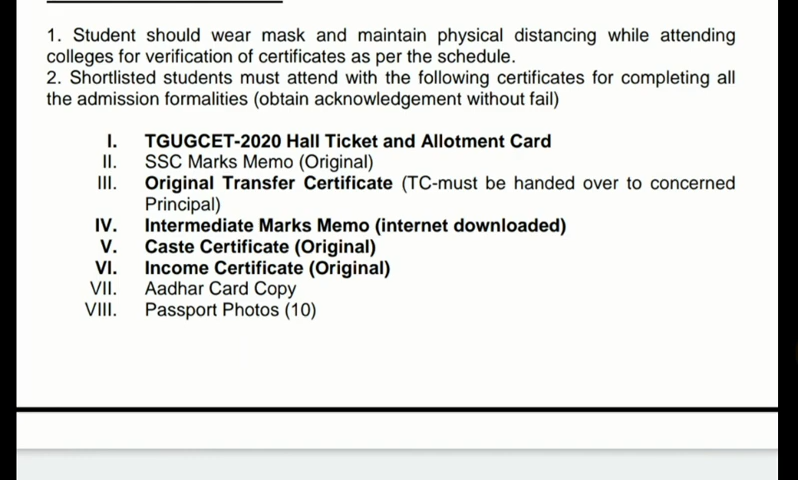 1. Student should wear mask and maintain physical distancing while attending
colleges for verification of certificates as per the schedule.
2. Shortlisted students must attend with the following certificates for completing all
the admission formalities (obtain acknowledgement without fail)
I. TGUGCET-2020 Hall Ticket and Allotment Card
II. SSC Marks Memo (Original)
III. Original Transfer Certificate (TC-must be handed over to concerned
Principal)
IV. Intermediate Marks Memo (internet downloaded)
V. Caste Certificate (Original)
VI. Income Certificate (Original)
VII. Aadhar Card Copy
VIII. Passport Photos (10)